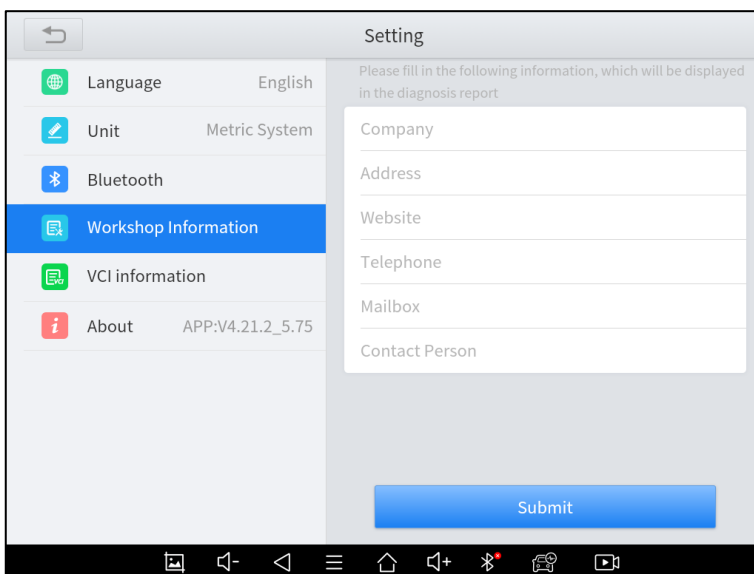 Setting
Language English
Unit Metric System
Bluetooth
Workshop Information
VCI information
About APP:V4.21.2_5.75
Please fill in the following information, which will be displayed
in the diagnosis report
Company
Address
Website
Telephone
Mailbox
Contact Person
Submit